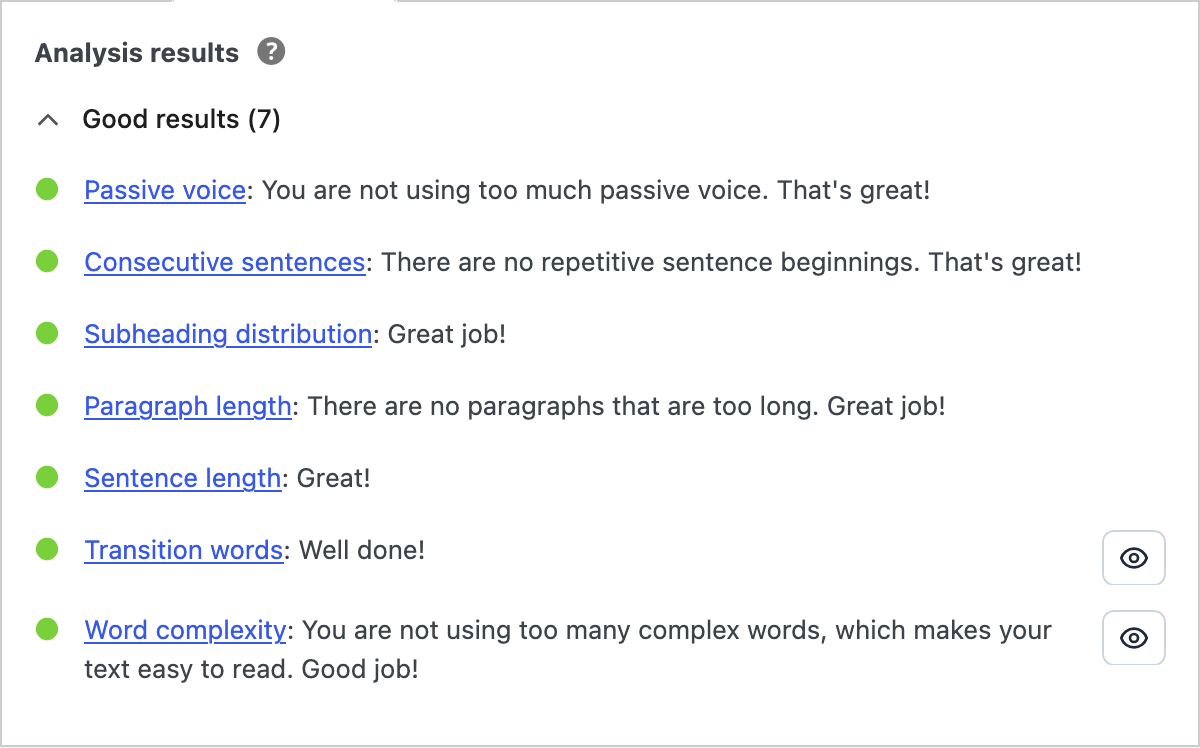 Analysis results ?
Good results (7)
Passive voice: You are not using too much passive voice. That's great!
Consecutive sentences: There are no repetitive sentence beginnings. That's great!
Subheading distribution: Great job!
Paragraph length: There are no paragraphs that are too long. Great job!
Sentence length: Great!
Transition words: Well done!
Word complexity: You are not using too many complex words, which makes your
text easy to read. Good job!